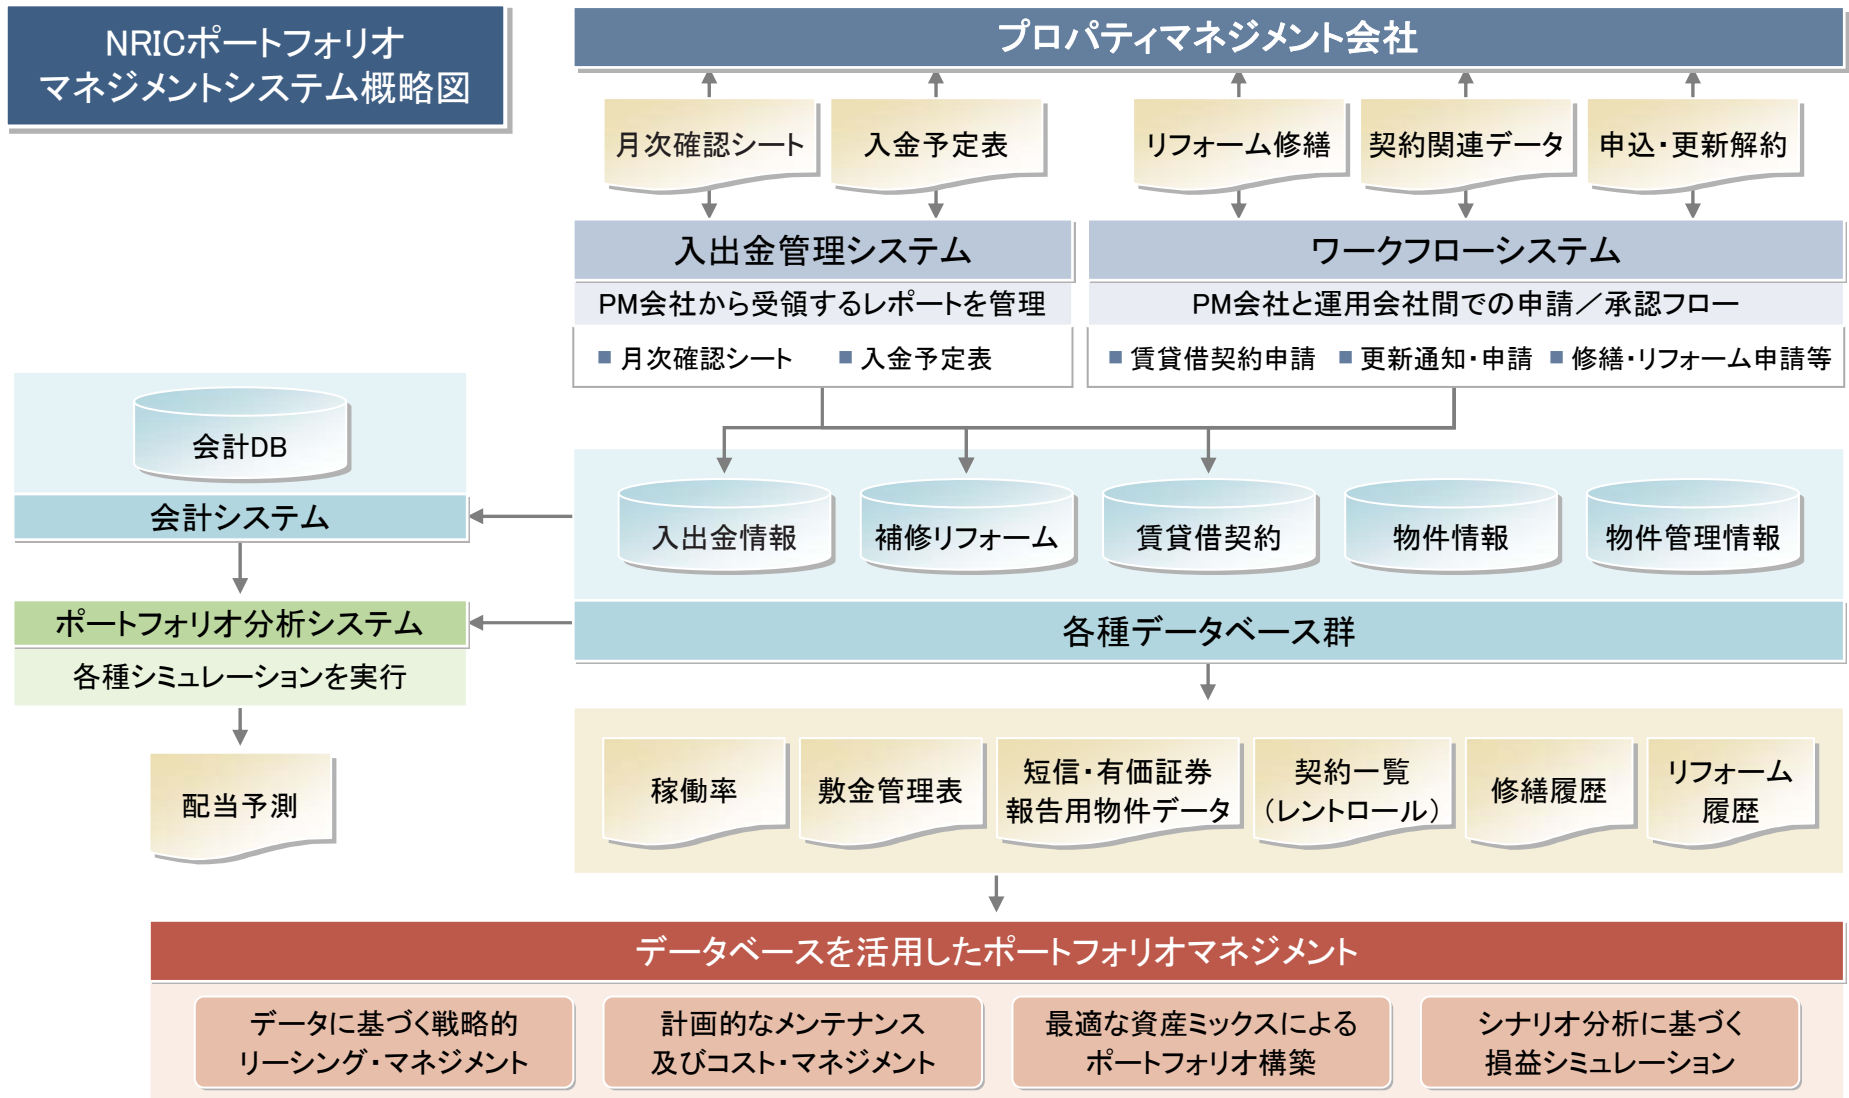 NRICポートフォリオ
マネジメントシステム概略図
プロパティマネジメント会社
月次確認シート
入金予定表
リフォーム修繕
契約関連データ
申込・更新解約
入出金管理システム
PM会社から受領するレポートを管理
■ 月次確認シート
■ 入金予定表
ワークフローシステム
PM会社と運用会社間での申請／承認フロー
■ 賃貸借契約申請
■ 更新通知・申請
■ 修繕・リフォーム申請等
会計DB
会計システム
入出金情報
補修リフォーム
賃貸借契約
物件情報
物件管理情報
各種データベース群
ポートフォリオ分析システム
各種シミュレーションを実行
配当予測
稼働率
敷金管理表
短信・有価証券
報告用物件データ
契約一覧
（レントロール）
修繕履歴
リフォーム
履歴
データベースを活用したポートフォリオマネジメント
データに基づく戦略的
リーシング・マネジメント
計画的なメンテナンス
及びコスト・マネジメント
最適な資産ミックスによる
ポートフォリオ構築
シナリオ分析に基づく
損益シミュレーション